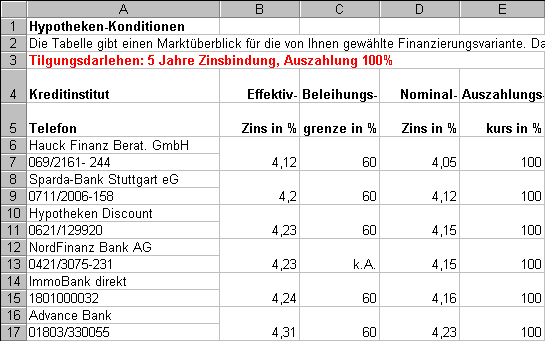 A B C D E
1 Hypotheken-Konditionen
2 Die Tabelle gibt einen Marktüberblick für die von Ihnen gewählte Finanzierungsvariante. Da
3 Tilgungsdarlehen: 5 Jahre Zinsbindung, Auszahlung 100%
4 Kreditinstitut Effektiv- Beleihungs- Nominal- Auszahlungs-
5 Telefon Zins in % grenze in % Zins in % kurs in %
6 Hauck Finanz Berat. GmbH
7 069/2161- 244 4,12 60 4,05 100
8 Sparda-Bank Stuttgart eG
9 0711/2006-158 4,2 60 4,12 100
10 Hypotheken Discount
11 0621/129920 4,23 60 4,15 100
12 NordFinanz Bank AG
13 0421/3075-231 4,23 k.A. 4,15 100
14 ImmoBank direkt
15 1801000032 4,24 60 4,16 100
16 Advance Bank
17 01803/330055 4,31 60 4,23 100